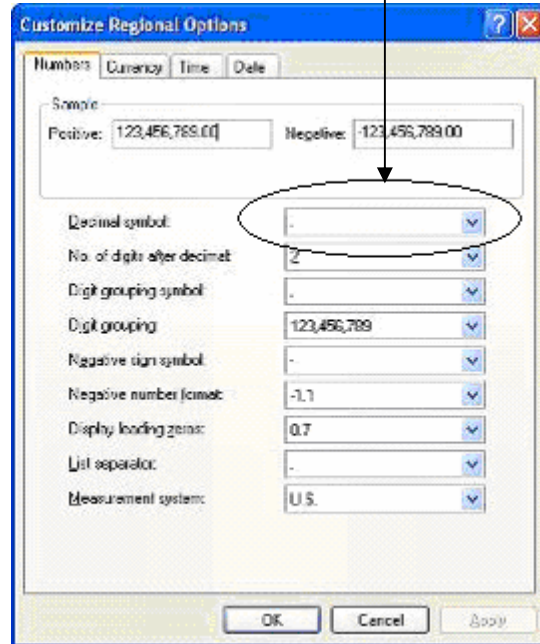 Customize Regional Options
Numbers Currency Time Date
Sample
Positive: 123,456,789.00 Negative: -123,456,789.00
Decimal symbol: .
No. of digits after decimal: 2
Digit grouping symbol:
Digit grouping: 123,456,789
Negative sign symbol: -
Negative number format: -1.1
Display leading zeros: 0.7
List separator:
Measurement system: U.S.
OK Cancel Apply